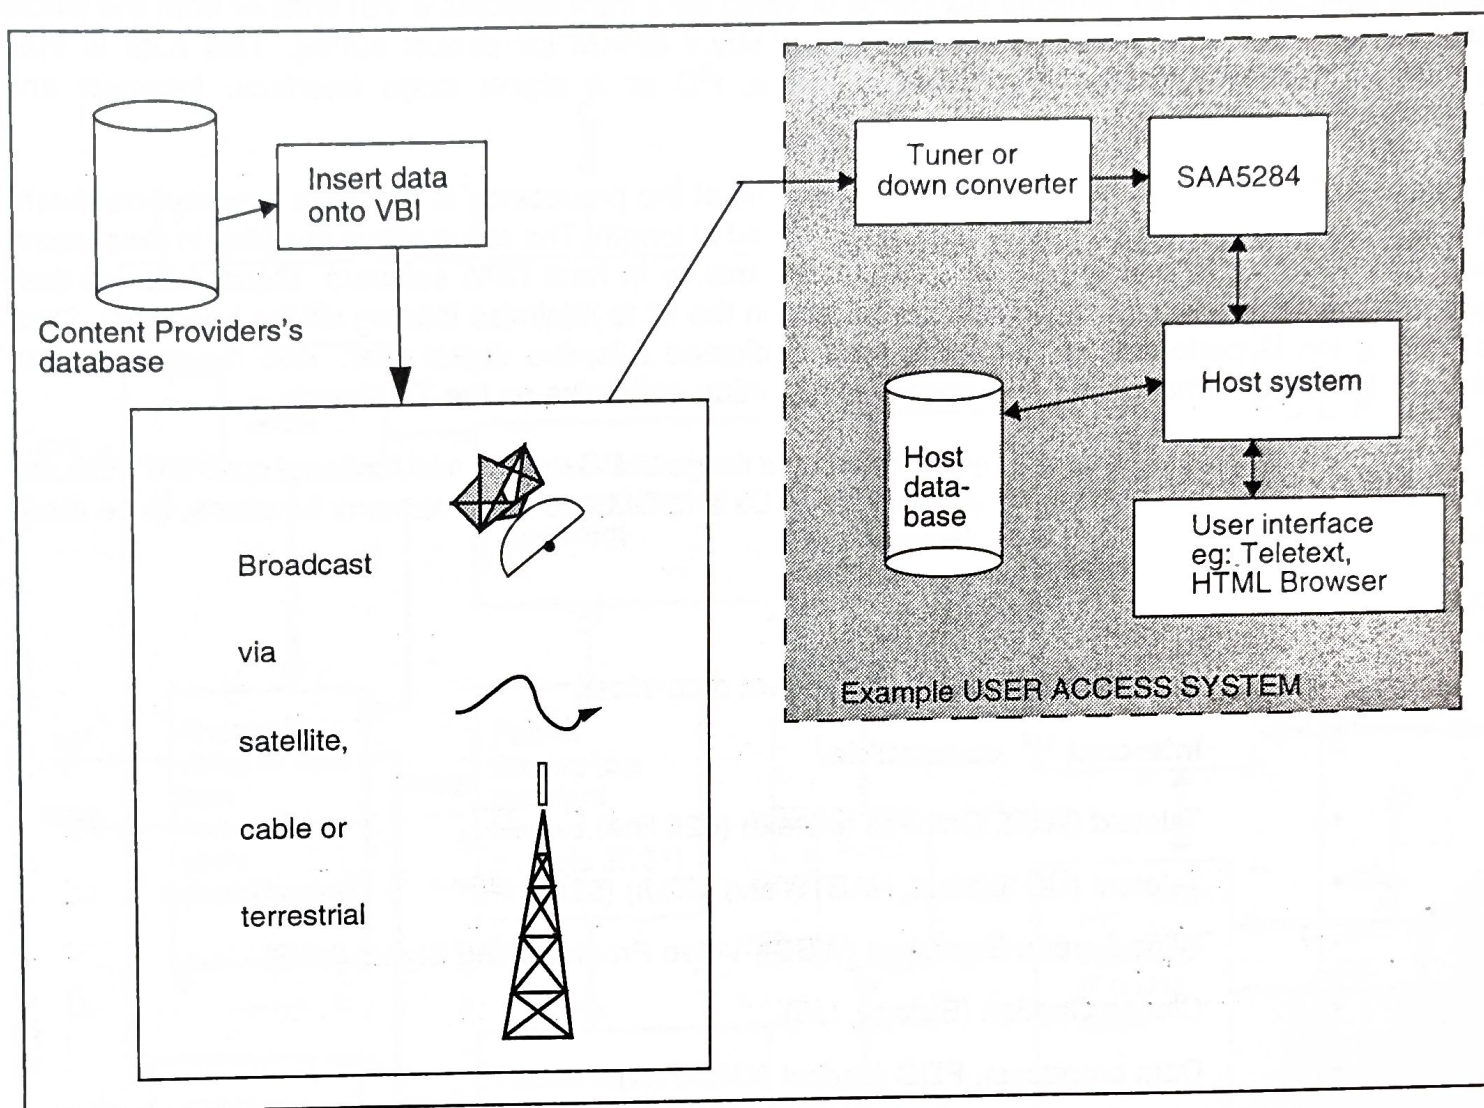 Insert data
onto VBI
Content Providers's
database
Broadcast
via
satellite,
cable or
terrestrial
Tuner or
down converter
SAA5284
Host system
Host
data-
base
User interface
eg: Teletext,
HTML Browser
Example USER ACCESS SYSTEM